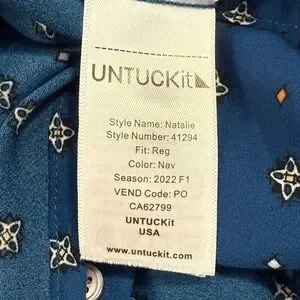 UNTUCKit
Style Name: Natalie
Style Number: 41294
Fit: Reg
Color: Nav
Season: 2022 F1
VEND Code: PO
CA62799
UNTUCKit
USA
www.untuckit.com